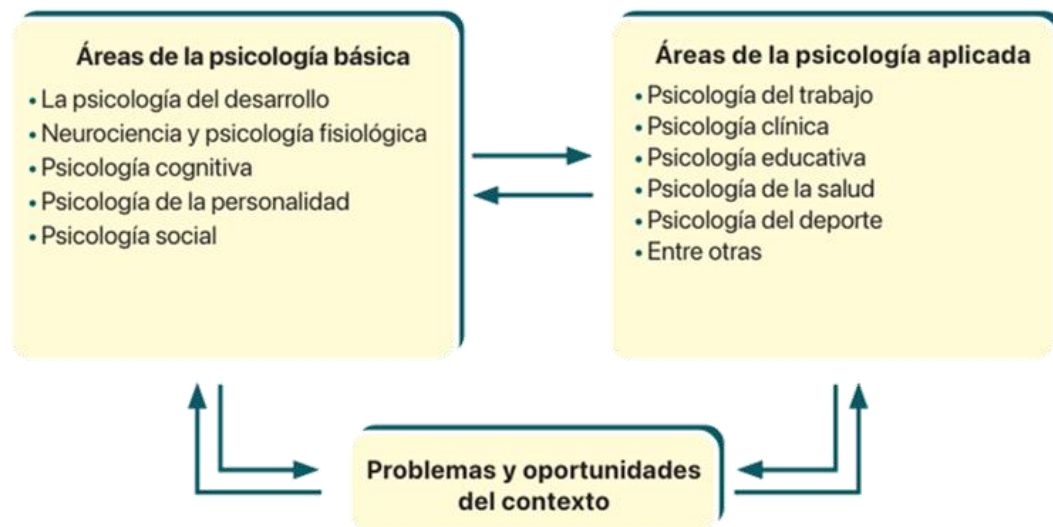 Áreas de la psicología básica
• La psicología del desarrollo
• Neurociencia y psicología fisiológica
• Psicología cognitiva
• Psicología de la personalidad
• Psicología social
Áreas de la psicología aplicada
• Psicología del trabajo
• Psicología clínica
• Psicología educativa
• Psicología de la salud
• Psicología del deporte
• Entre otras
Problemas y oportunidades
del contexto